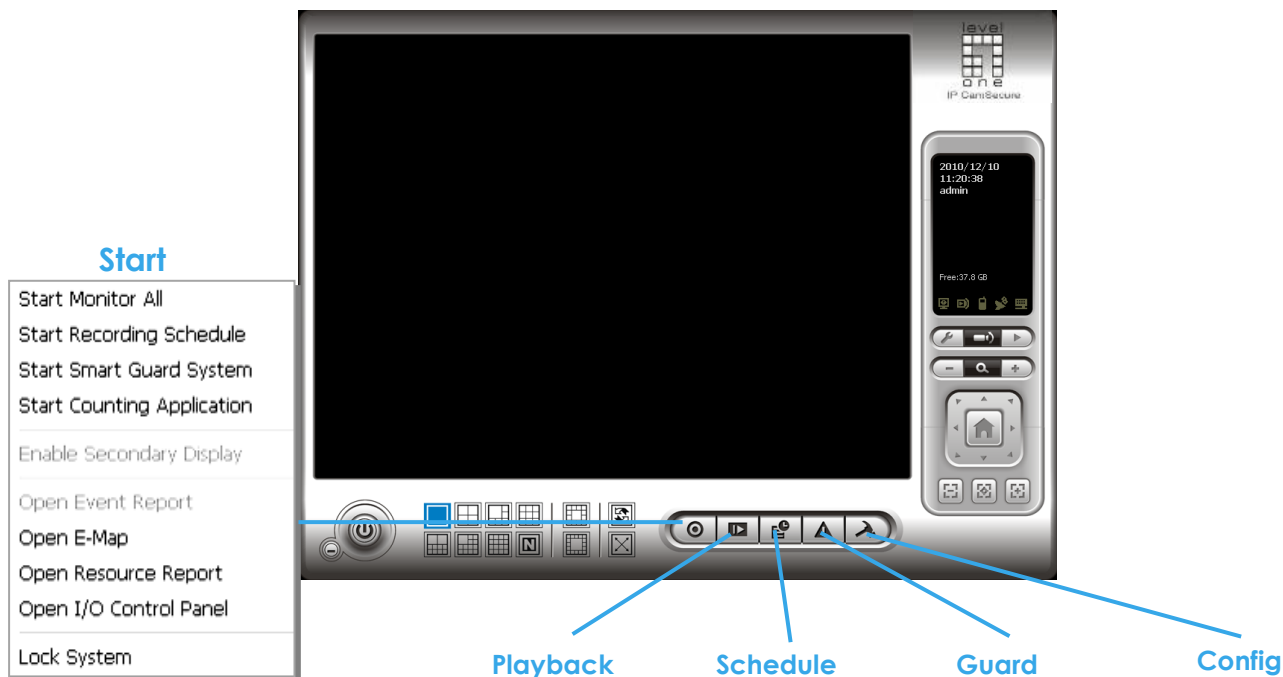 level
one
IP CamSecure
2010/12/10
11:20:38
admin
Free:37.8 GB
Start
Start Monitor All
Start Recording Schedule
Start Smart Guard System
Start Counting Application
Enable Secondary Display
Open Event Report
Open E-Map
Open Resource Report
Open I/O Control Panel
Lock System
N
Playback
Schedule
Guard
Config